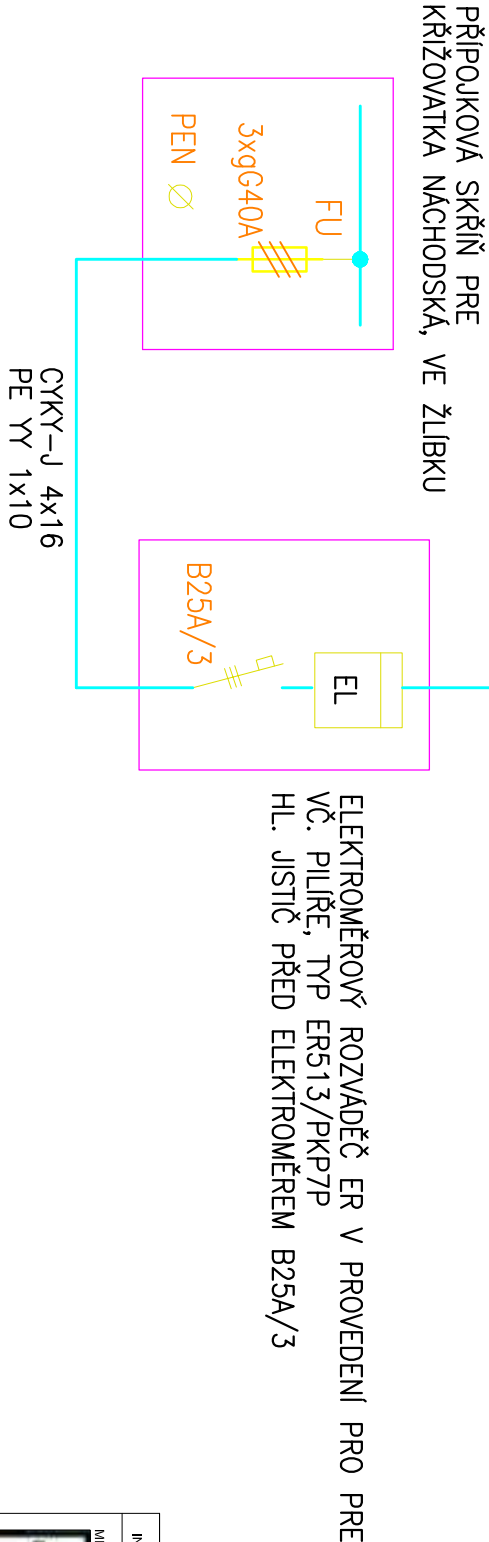 PŘÍPOJKOVÁ SKŘÍŇ PRE
KŘIŽOVATKA NÁCHODSKÁ, VE ŽLÍBKU
FU
3xgG40A
PEN
CYKY-J 4x16
PE YY 1x10
EL
B25A/3
ELEKTROMĚROVÝ ROZVÁDĚČ ER V PROVEDENÍ PRO PRE
VČ. PILÍŘE, TYP ER513/PKP7P
HL. JISTIČ PŘED ELEKTROMĚREM B25A/3